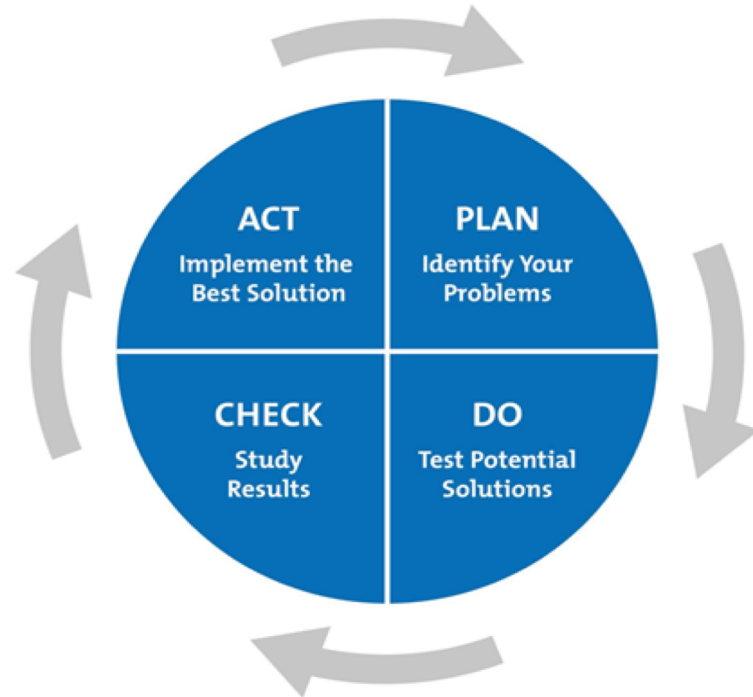 ACT
Implement the
Best Solution
PLAN
Identify Your
Problems
CHECK
Study
Results
DO
Test Potential
Solutions